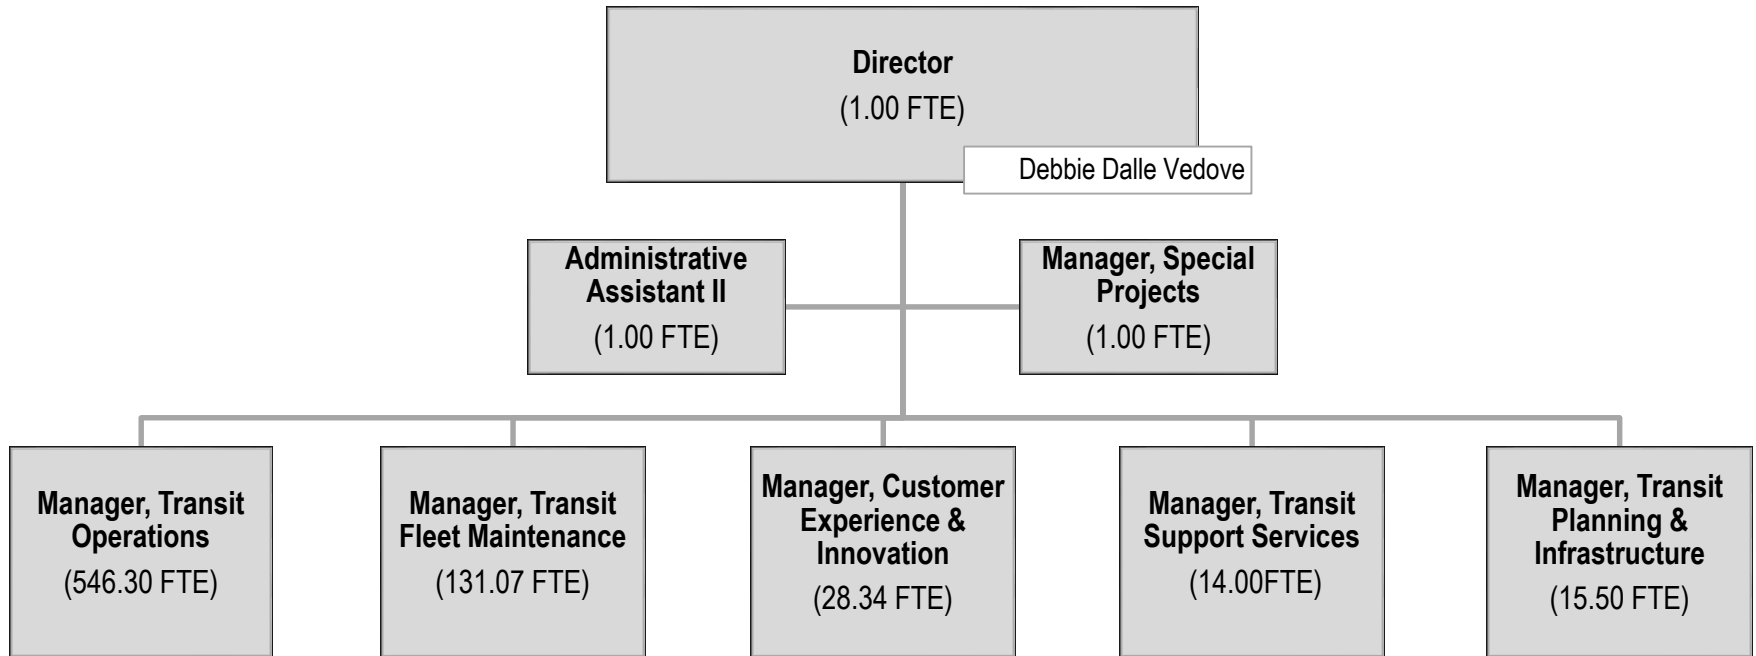 Director
(1.00 FTE)
Debbie Dalle Vedove
Administrative
Assistant II
(1.00 FTE)
Manager, Special
Projects
(1.00 FTE)
Manager, Transit
Operations
(546.30 FTE)
Manager, Transit
Fleet Maintenance
(131.07 FTE)
Manager, Customer
Experience &
Innovation
(28.34 FTE)
Manager, Transit
Support Services
(14.00FTE)
Manager, Transit
Planning &
Infrastructure
(15.50 FTE)